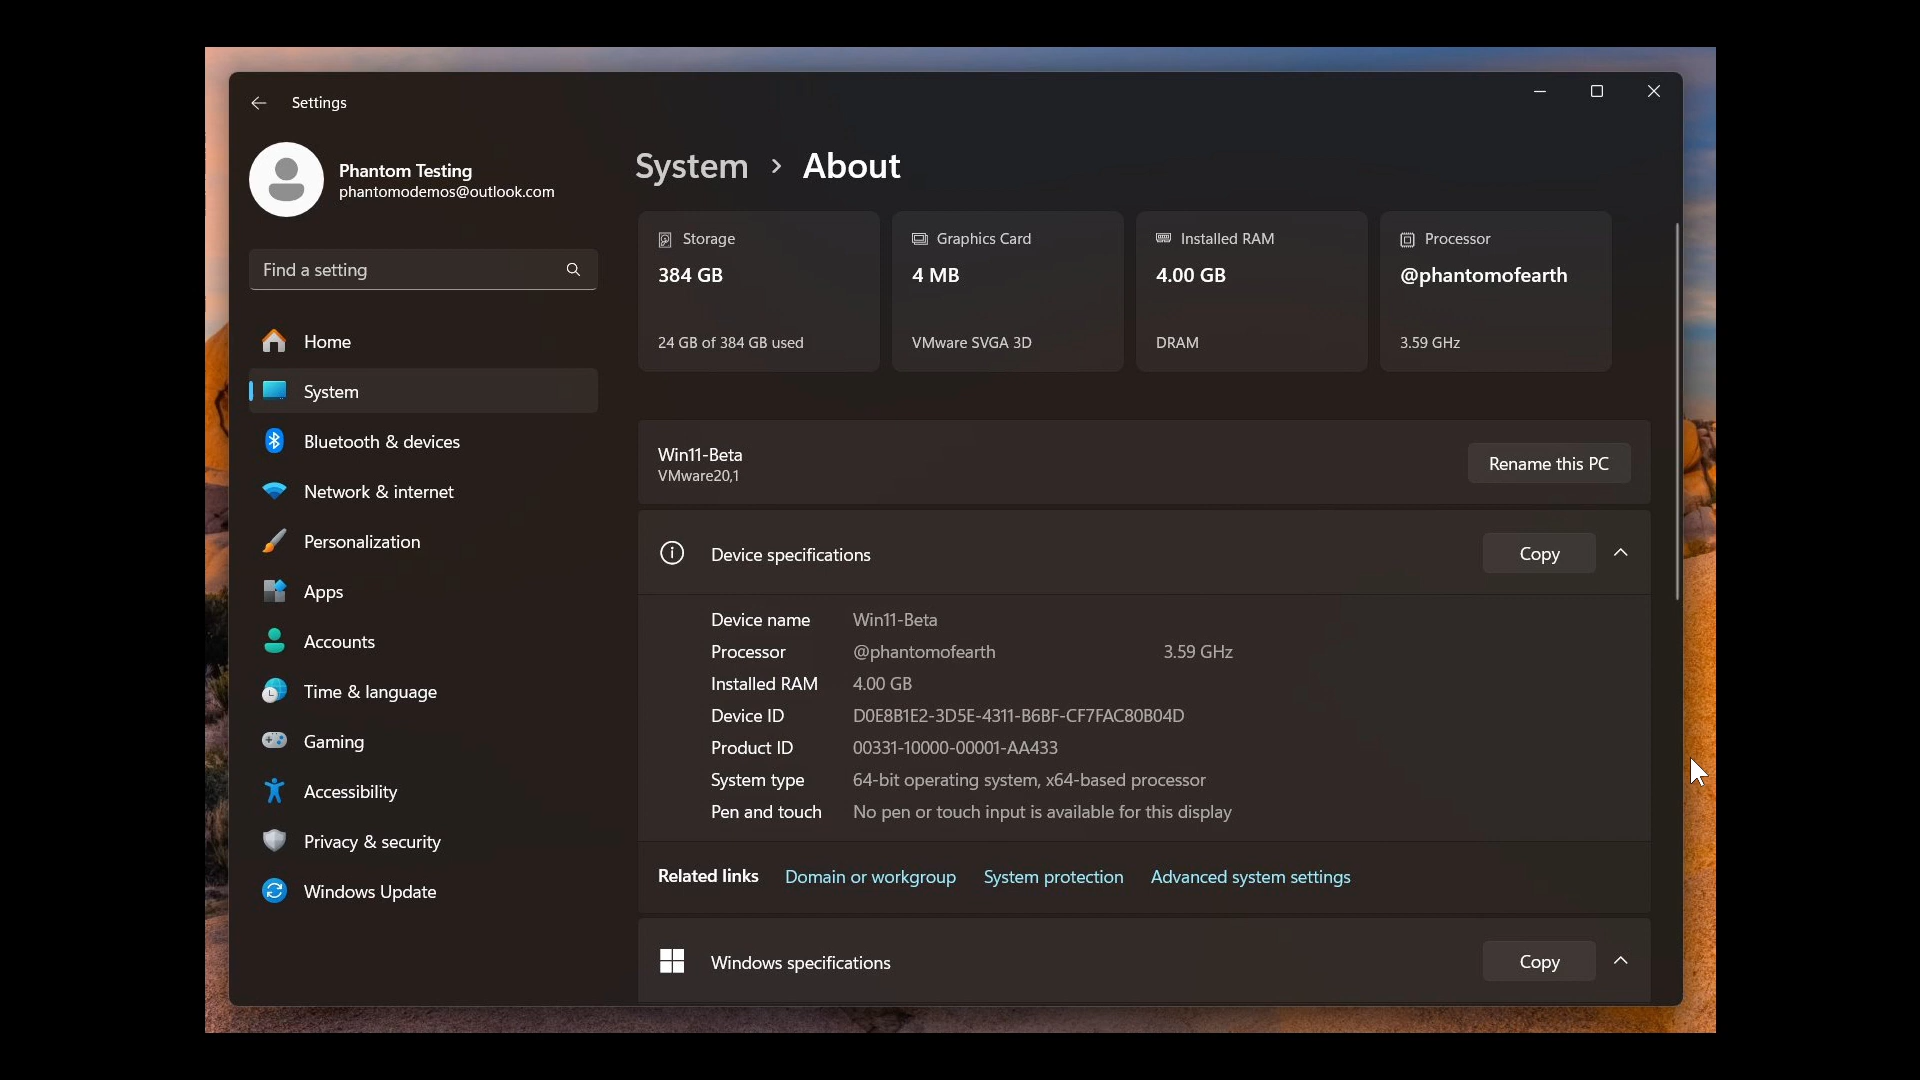 Settings
Phantom Testing
phantomodemos@outlook.com
Find a setting
Home
System
Bluetooth & devices
Network & internet
Personalization
Apps
Accounts
Time & language
Gaming
Accessibility
Privacy & security
Windows Update
System > About
Storage
384 GB
24 GB of 384 GB used
Graphics Card
4 MB
VMware SVGA 3D
Installed RAM
4.00 GB
DRAM
Processor
@phantomofearth
3.59 GHz
Win11-Beta
VMware20,1
Rename this PC
Device specifications
Copy
Device name Win11-Beta
Processor @phantomofearth 3.59 GHz
Installed RAM 4.00 GB
Device ID D0E8B1E2-3D5E-4311-B6BF-CF7FAC80B04D
Product ID 00331-10000-00001-AA433
System type 64-bit operating system, x64-based processor
Pen and touch No pen or touch input is available for this display
Related links Domain or workgroup System protection Advanced system settings
Windows specifications
Copy